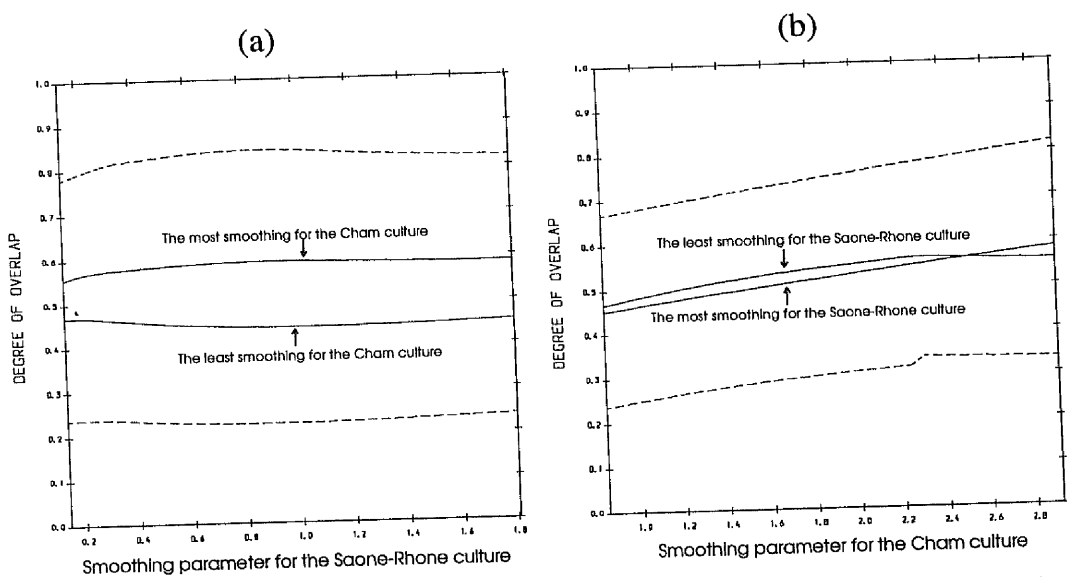 (a)
1.0
0.9
0.8
0.7
0.6
0.5
0.4
0.3
0.2
0.1
0.0
DEGREE OF OVERLAP
The most smoothing for the Cham culture
The least smoothing for the Cham culture
0.2 0.4 0.6 0.8 1.0 1.2 1.4 1.6 1.8
Smoothing parameter for the Saone-Rhone culture
(b)
1.0
0.9
0.8
0.7
0.6
0.5
0.4
0.3
0.2
0.1
0.0
DEGREE OF OVERLAP
The least smoothing for the Saone-Rhone culture
The most smoothing for the Saone-Rhone culture
1.0 1.2 1.4 1.6 1.8 2.0 2.2 2.4 2.6 2.8
Smoothing parameter for the Cham culture